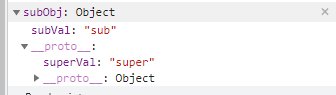 subObj: Object
subVal: "sub"
__proto__:
superVal: "super"
__proto__: Object